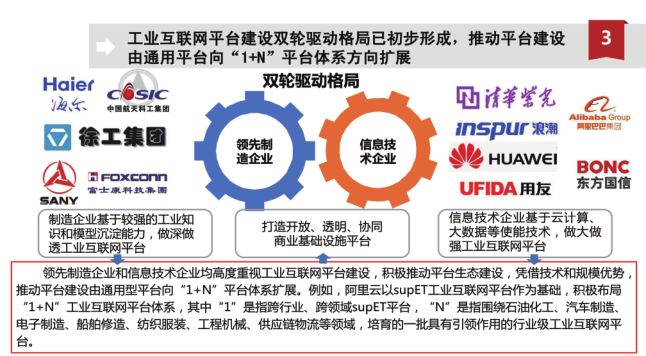 工业互联网平台建设双轮驱动格局已初步形成，推动平台建设
由通用平台向“1+N”平台体系方向扩展
3
双轮驱动格局
Haier
海尔
CASIC
中国航天科工集团
徐工集团
SANY
FOXCONN
富士康科技集团
领先制
造企业
信息技
术企业
清华紫光
Alibaba Group
阿里巴巴集团
inspur 浪潮
HUAWEI
BONC
东方国信
UFIDA 用友
制造企业基于较强的工业知
识和模型沉淀能力，做深做
透工业互联网平台
打造开放、透明、协同
商业基础设施平台
信息技术企业基于云计算、
大数据等使能技术，做大做
强工业互联网平台
领先制造企业和信息技术企业均高度重视工业互联网平台建设，积极推动平台生态建设，凭借技术和规模优势，
推动平台建设由通用型平台向“1+N”平台体系扩展。例如，阿里云以supET工业互联网平台作为基础，积极布局
“1+N”工业互联网平台体系，其中“1”是指跨行业、跨领域supET平台，“N”是指围绕石油化工、汽车制造、
电子制造、船舶修造、纺织服装、工程机械、供应链物流等领域，培育的一批具有引领作用的行业级工业互联网平
台。